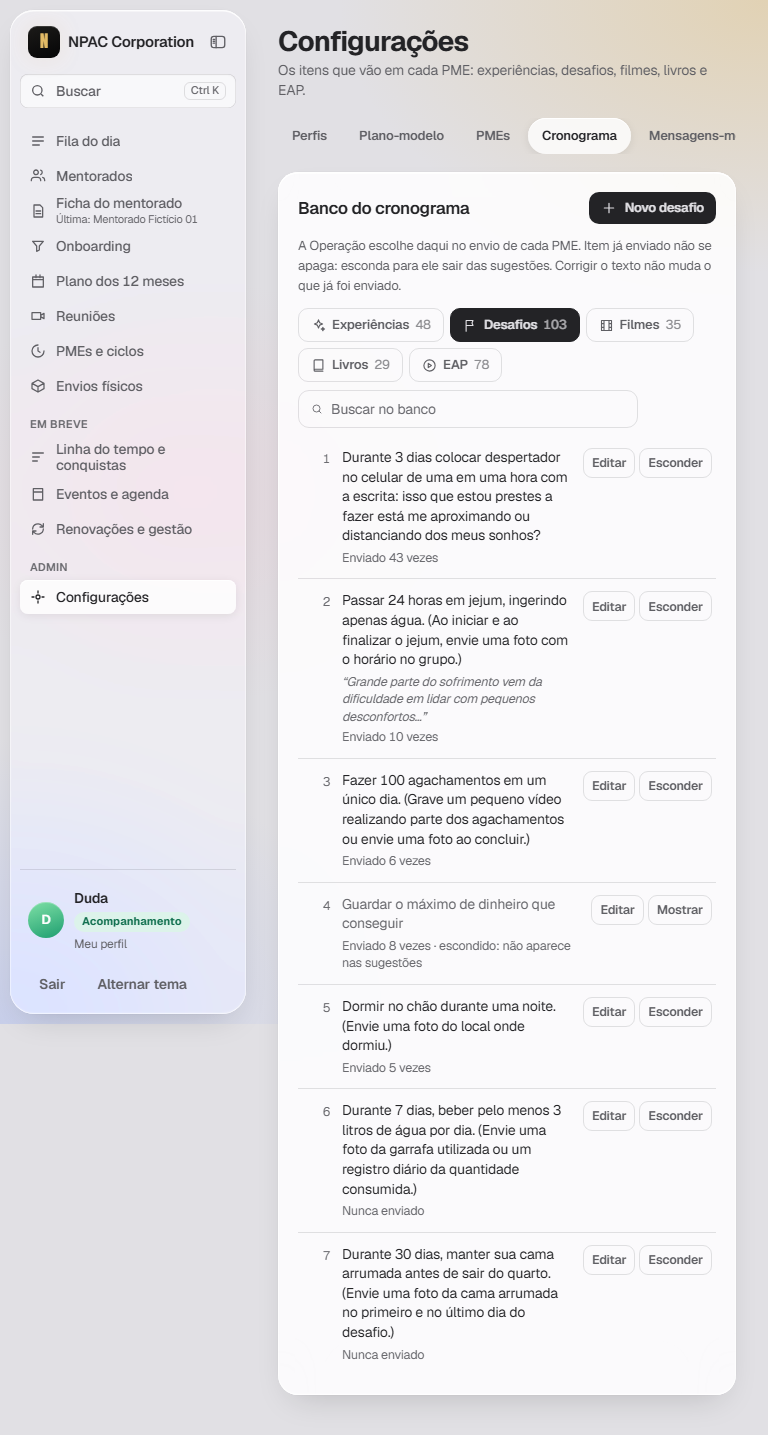 N
NPAC Corporation
Buscar
Ctrl K
Fila do dia
Mentorados
Ficha do mentorado
Última: Mentorado Fictício 01
Onboarding
Plano dos 12 meses
Reuniões
PMEs e ciclos
Envios físicos
EM BREVE
Linha do tempo e
conquistas
Eventos e agenda
Renovações e gestão
ADMIN
Configurações
D
Duda
Acompanhamento
Meu perfil
Sair
Alternar tema
Configurações
Os itens que vão em cada PME: experiências, desafios, filmes, livros e
EAP.
Perfis
Plano-modelo
PMEs
Cronograma
Mensagens-m
Banco do cronograma
Novo desafio
A Operação escolhe daqui no envio de cada PME. Item já enviado não se
apaga: esconda para ele sair das sugestões. Corrigir o texto não muda o
que já foi enviado.
Experiências 48
Desafios 103
Filmes 35
Livros 29
EAP 78
Buscar no banco
1
Durante 3 dias colocar despertador
no celular de uma em uma hora com
a escrita: isso que estou prestes a
fazer está me aproximando ou
distanciando dos meus sonhos?
Enviado 43 vezes
Editar
Esconder
2
Passar 24 horas em jejum, ingerindo
apenas água. (Ao iniciar e ao
finalizar o jejum, envie uma foto com
o horário no grupo.)
“Grande parte do sofrimento vem da
dificuldade em lidar com pequenos
desconfortos…”
Enviado 10 vezes
Editar
Esconder
3
Fazer 100 agachamentos em um
único dia. (Grave um pequeno vídeo
realizando parte dos agachamentos
ou envie uma foto ao concluir.)
Enviado 6 vezes
Editar
Esconder
4
Guardar o máximo de dinheiro que
conseguir
Enviado 8 vezes · escondido: não aparece
nas sugestões
Editar
Mostrar
5
Dormir no chão durante uma noite.
(Envie uma foto do local onde
dormiu.)
Enviado 5 vezes
Editar
Esconder
6
Durante 7 dias, beber pelo menos 3
litros de água por dia. (Envie uma
foto da garrafa utilizada ou um
registro diário da quantidade
consumida.)
Nunca enviado
Editar
Esconder
7
Durante 30 dias, manter sua cama
arrumada antes de sair do quarto.
(Envie uma foto da cama arrumada
no primeiro e no último dia do
desafio.)
Nunca enviado
Editar
Esconder